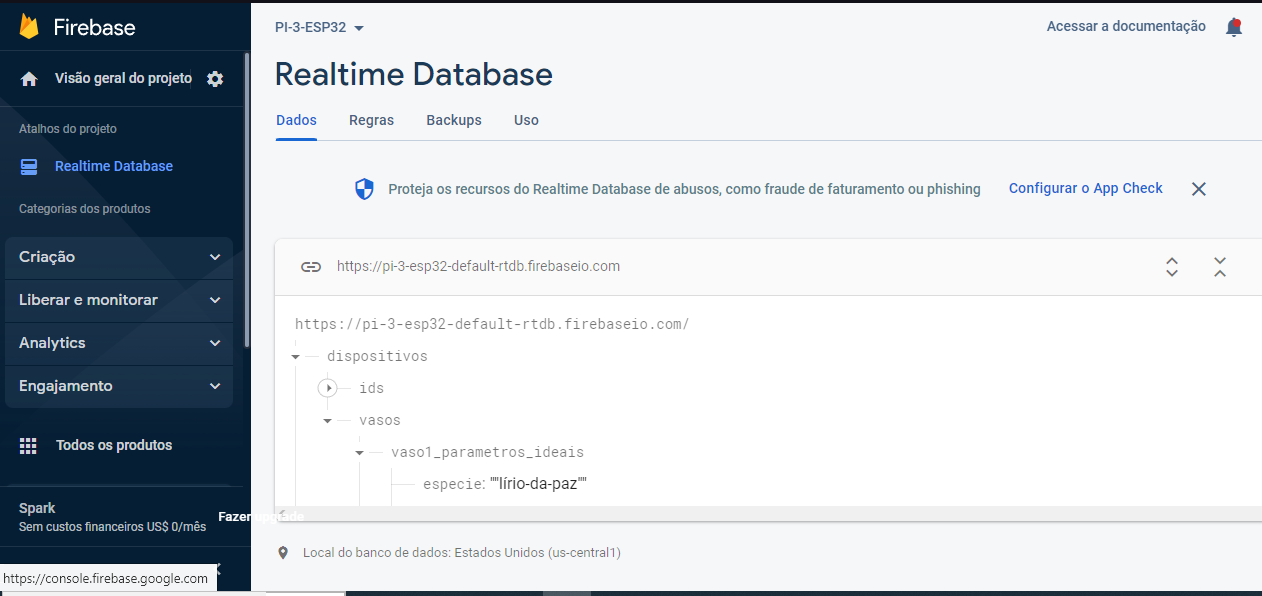 Firebase
Visão geral do projeto
Atalhos do projeto
Realtime Database
Categorias dos produtos
Criação
Liberar e monitorar
Analytics
Engajamento
Todos os produtos
Spark
Sem custos financeiros US$ 0/mês
Fazer upgrade
https://console.firebase.google.com
PI-3-ESP32
Acessar a documentação
Realtime Database
Dados Regras Backups Uso
Proteja os recursos do Realtime Database de abusos, como fraude de faturamento ou phishing Configurar o App Check
https://pi-3-esp32-default-rtdb.firebaseio.com
https://pi-3-esp32-default-rtdb.firebaseio.com/
dispositivos
ids
vasos
vaso1_parametros_ideais
especie: ""lírio-da-paz""
Local do banco de dados: Estados Unidos (us-central1)